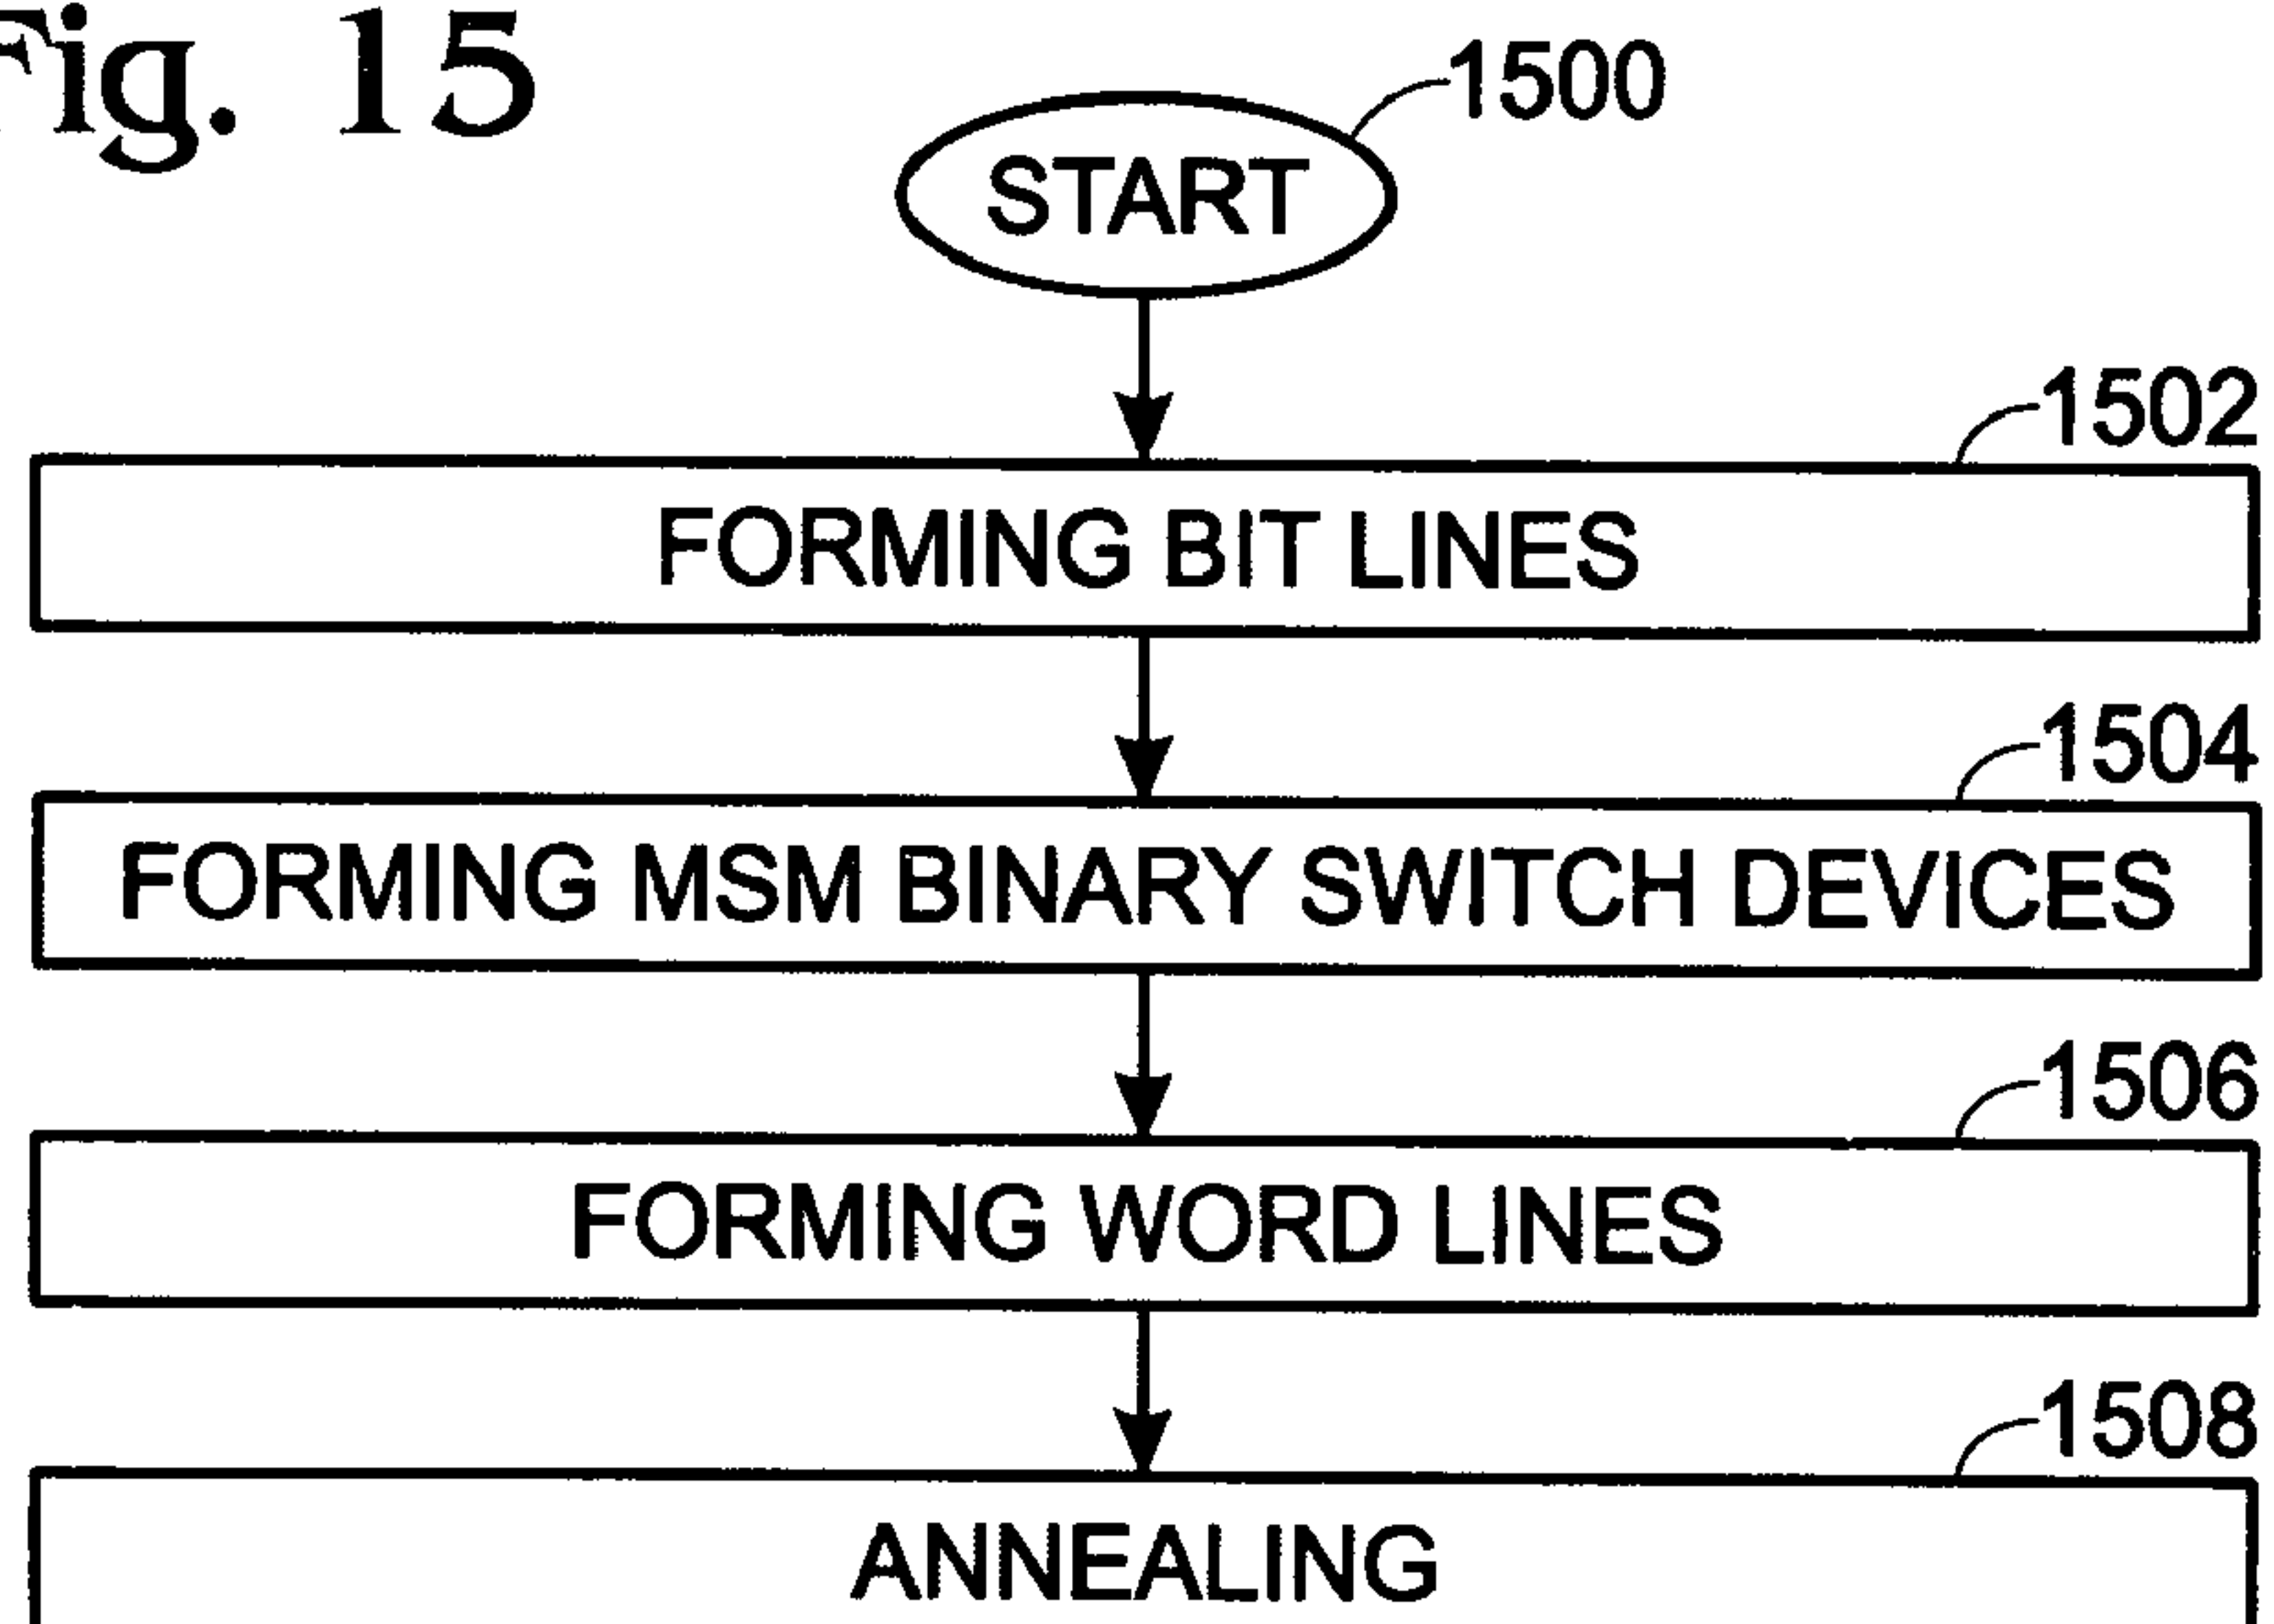 Fig. 15
1500
START
1502
FORMING BIT LINES
1504
FORMING MSM BINARY SWITCH DEVICES
1506
FORMING WORD LINES
1508
ANNEALING